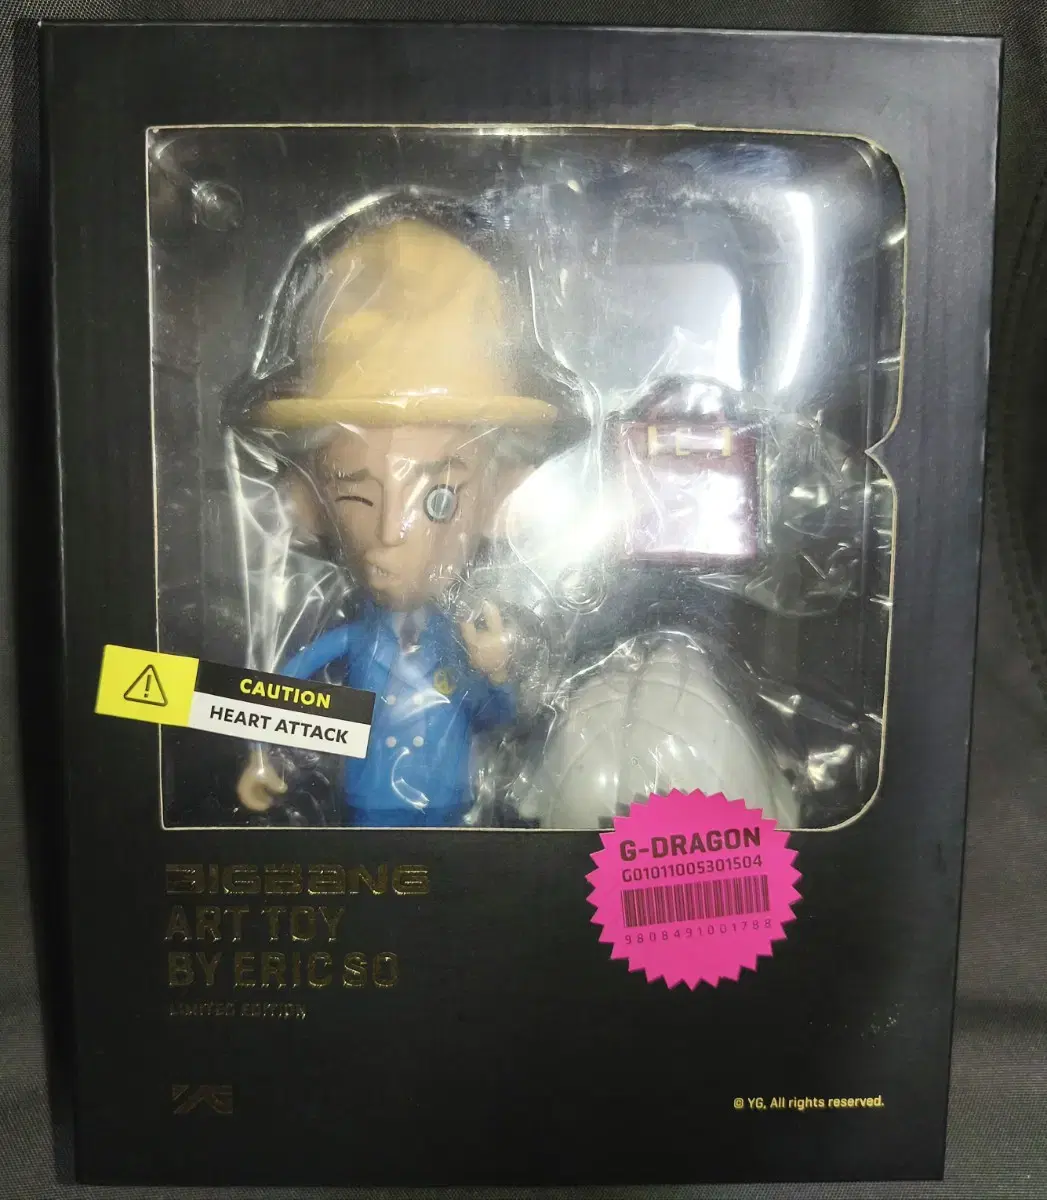 CAUTION
HEART ATTACK
G-DRAGON
G01011005301504
9808491001788
BIGBANG
ART TOY
BY ERIC SO
LIMITED EDITION
YG
© YG, All rights reserved.